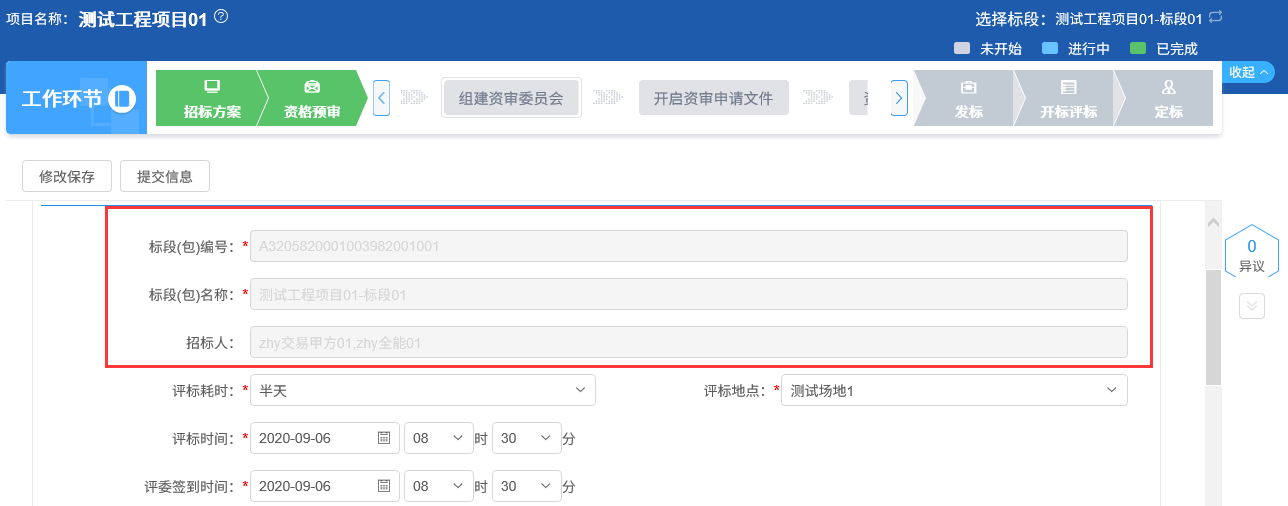 项目名称： 测试工程项目01 ?
选择标段：测试工程项目01-标段01
未开始 进行中 已完成
收起
工作环节
招标方案 资格预审 组建资审委员会 开启资审申请文件 发标 开标评标 定标
修改保存 提交信息
标段(包)编号：* A3205820001003982001001
标段(包)名称：* 测试工程项目01-标段01
招标人： zhy交易甲方01,zhy全能01
评标耗时：* 半天 评标地点：* 测试场地1
评标时间：* 2020-09-06 08 时 30 分
评委签到时间：* 2020-09-06 08 时 30 分
0
异议